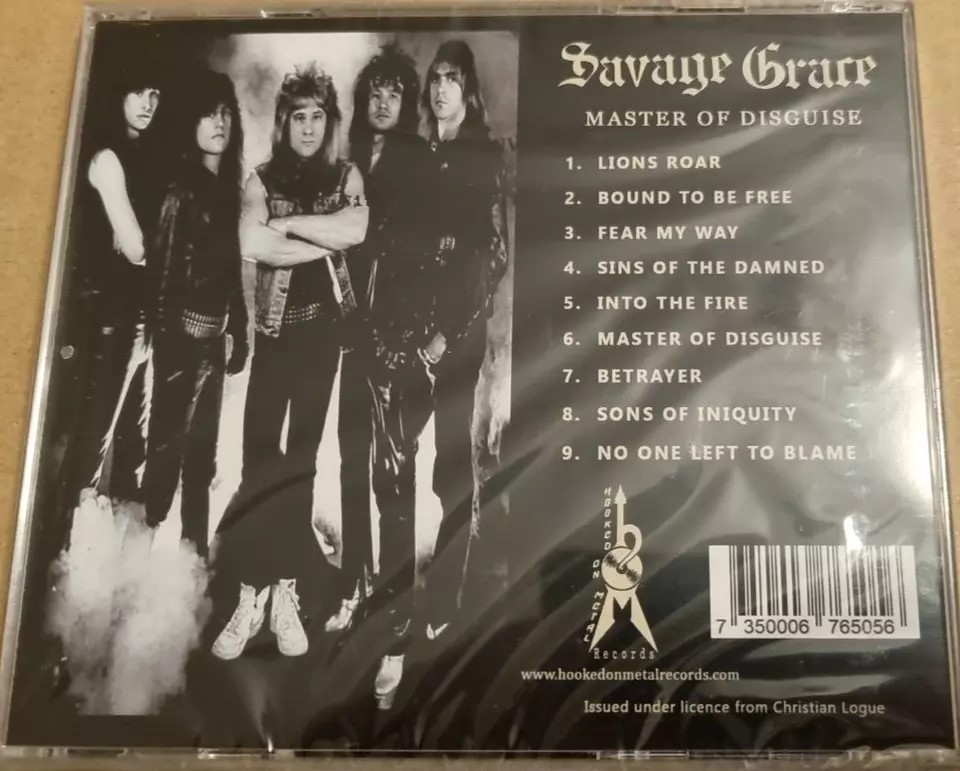 Savage Grace
MASTER OF DISGUISE
1. LIONS ROAR
2. BOUND TO BE FREE
3. FEAR MY WAY
4. SINS OF THE DAMNED
5. INTO THE FIRE
6. MASTER OF DISGUISE
7. BETRAYER
8. SONS OF INIQUITY
9. NO ONE LEFT TO BLAME
HOOKED ON METAL
Records
7 350006 765056
www.hookedonmetalrecords.com
Issued under licence from Christian Logue